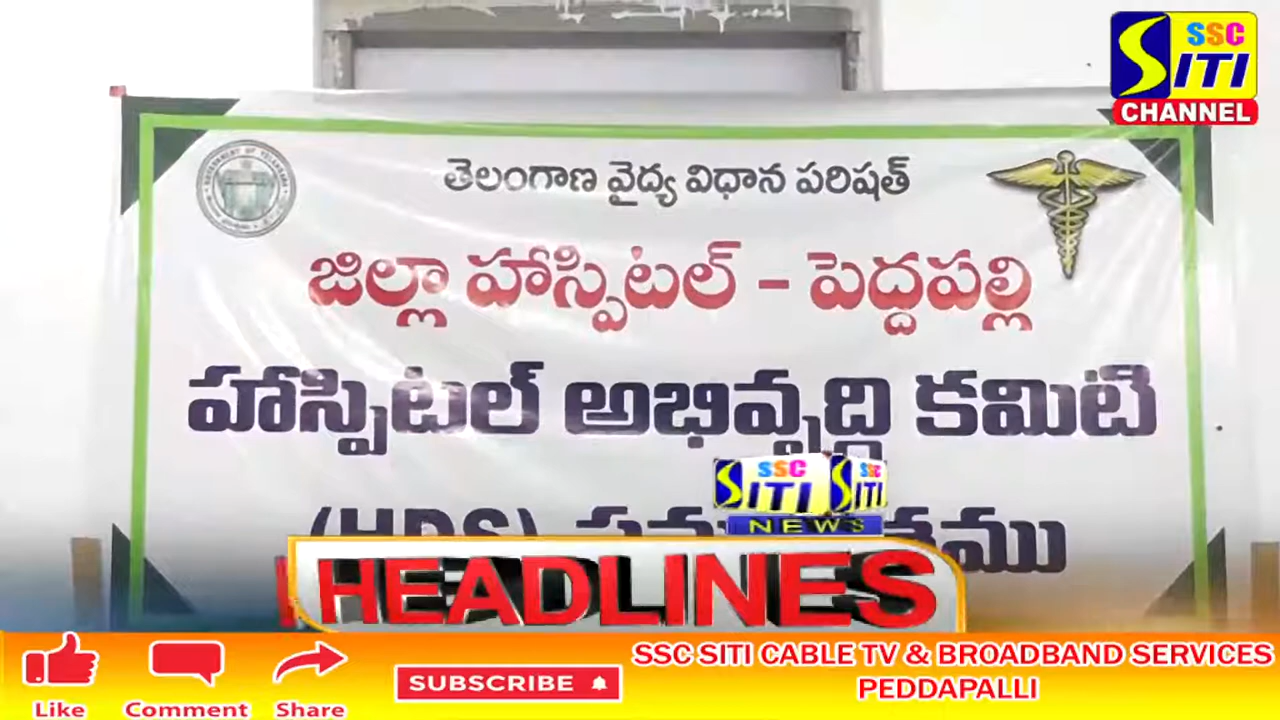 SSC
SITI
CHANNEL
తెలంగాణ వైద్య విధాన పరిషత్
జిల్లా హాస్పిటల్ - పెద్దపల్లి
హాస్పిటల్ అభివృద్ధి కమిటీ
(HDS)
SSC SSC
SITI SITI
NEWS
HEADLINES
Like
Comment
Share
SUBSCRIBE
SSC SITI CABLE TV & BROADBAND SERVICES
PEDDAPALLI